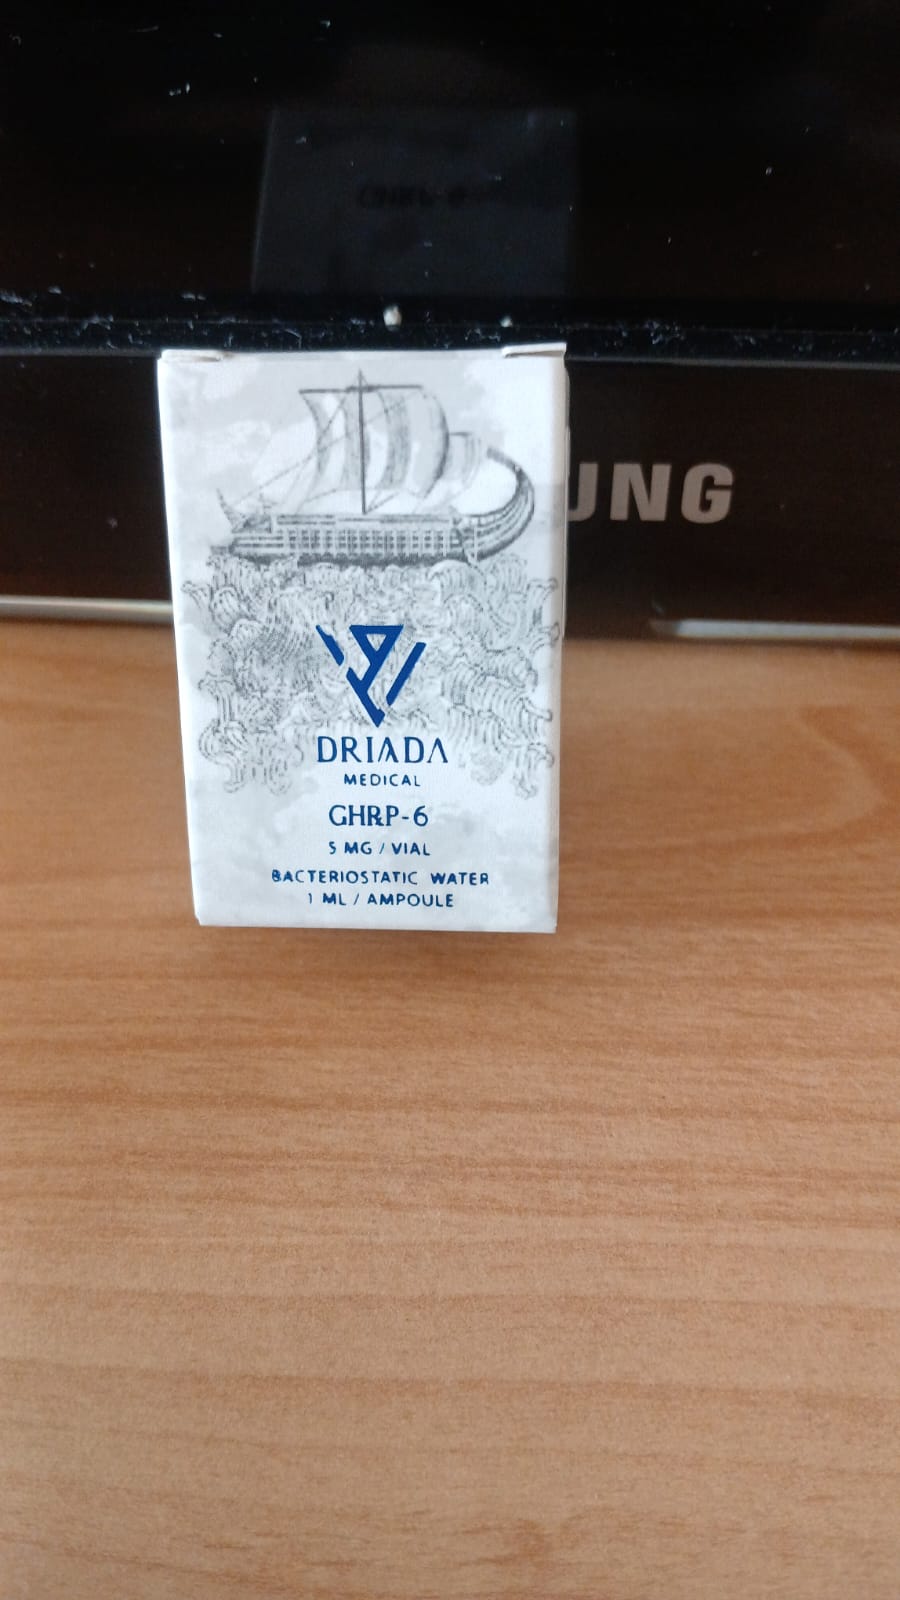 UNG
DRIADA
MEDICAL
GHRP-6
5 MG / VIAL
BACTERIOSTATIC WATER
1 ML / AMPOULE